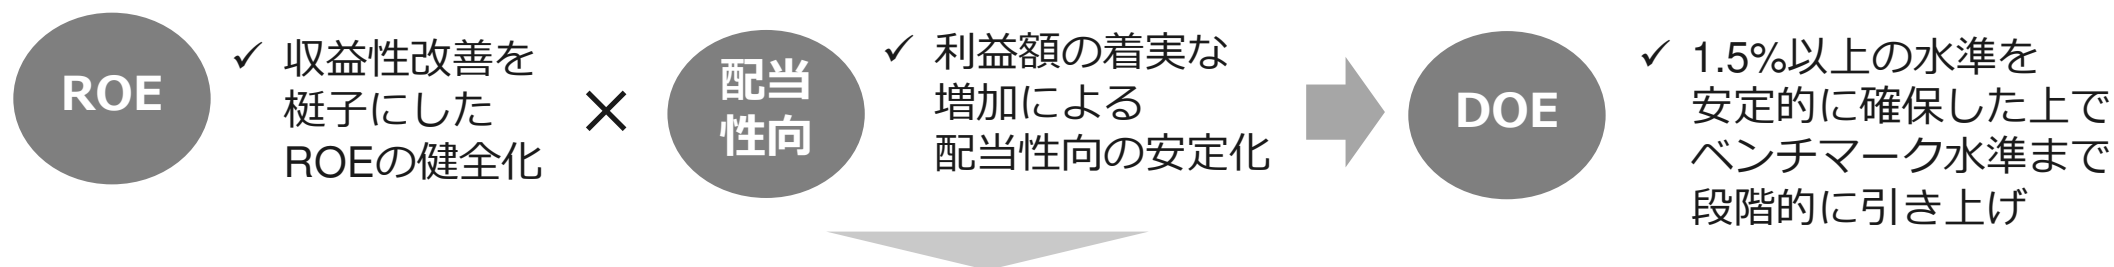 ROE
✓ 収益性改善を
梃子にした
ROEの健全化
×
配当
性向
✓ 利益額の着実な
増加による
配当性向の安定化
DOE
✓ 1.5%以上の水準を
安定的に確保した上で
ベンチマーク水準まで
段階的に引き上げ